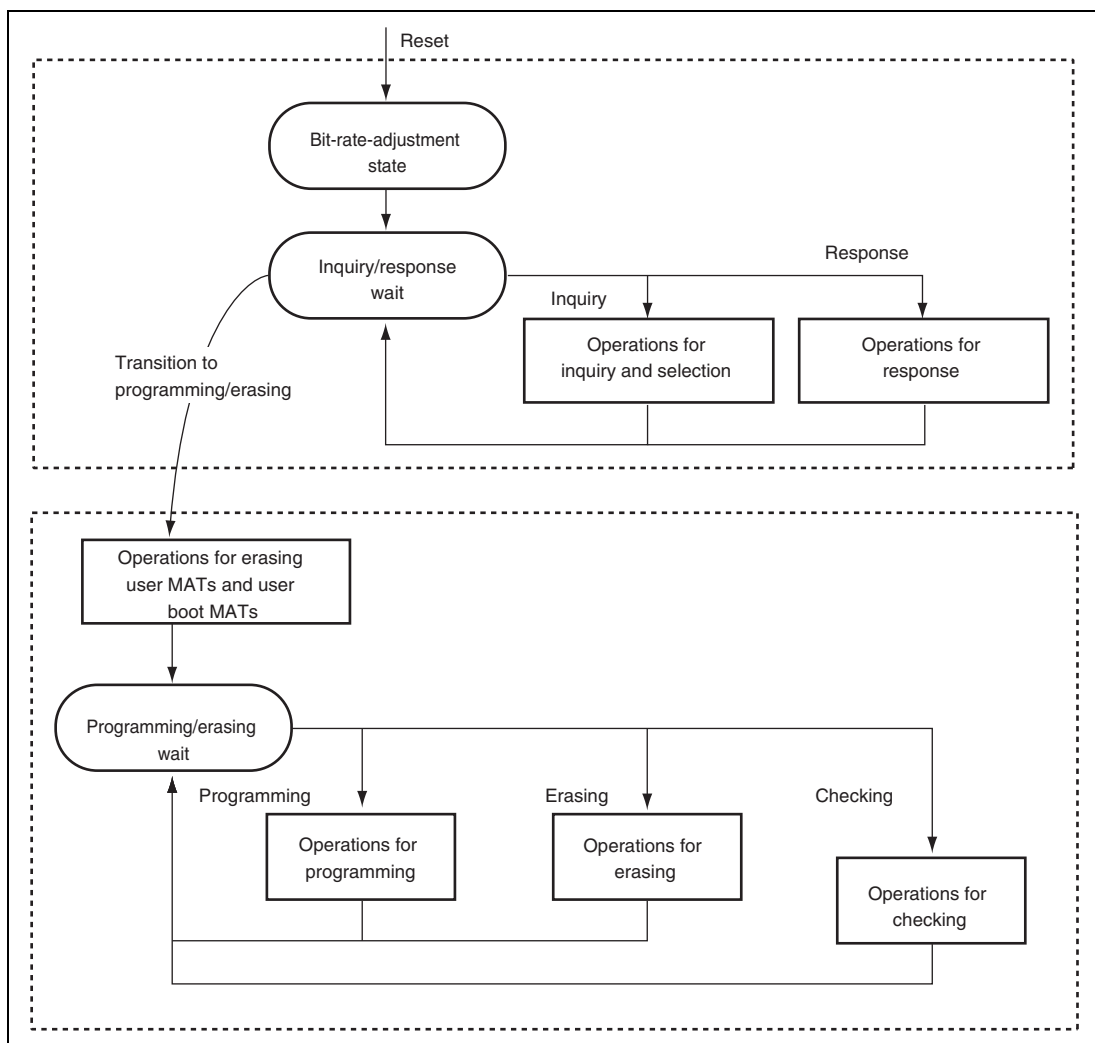 Reset
Bit-rate-adjustment
state
Inquiry/response
wait
Response
Inquiry
Operations for
inquiry and selection
Operations for
response
Transition to
programming/erasing
Operations for erasing
user MATs and user
boot MATs
Programming/erasing
wait
Programming
Erasing
Checking
Operations for
programming
Operations for
erasing
Operations for
checking